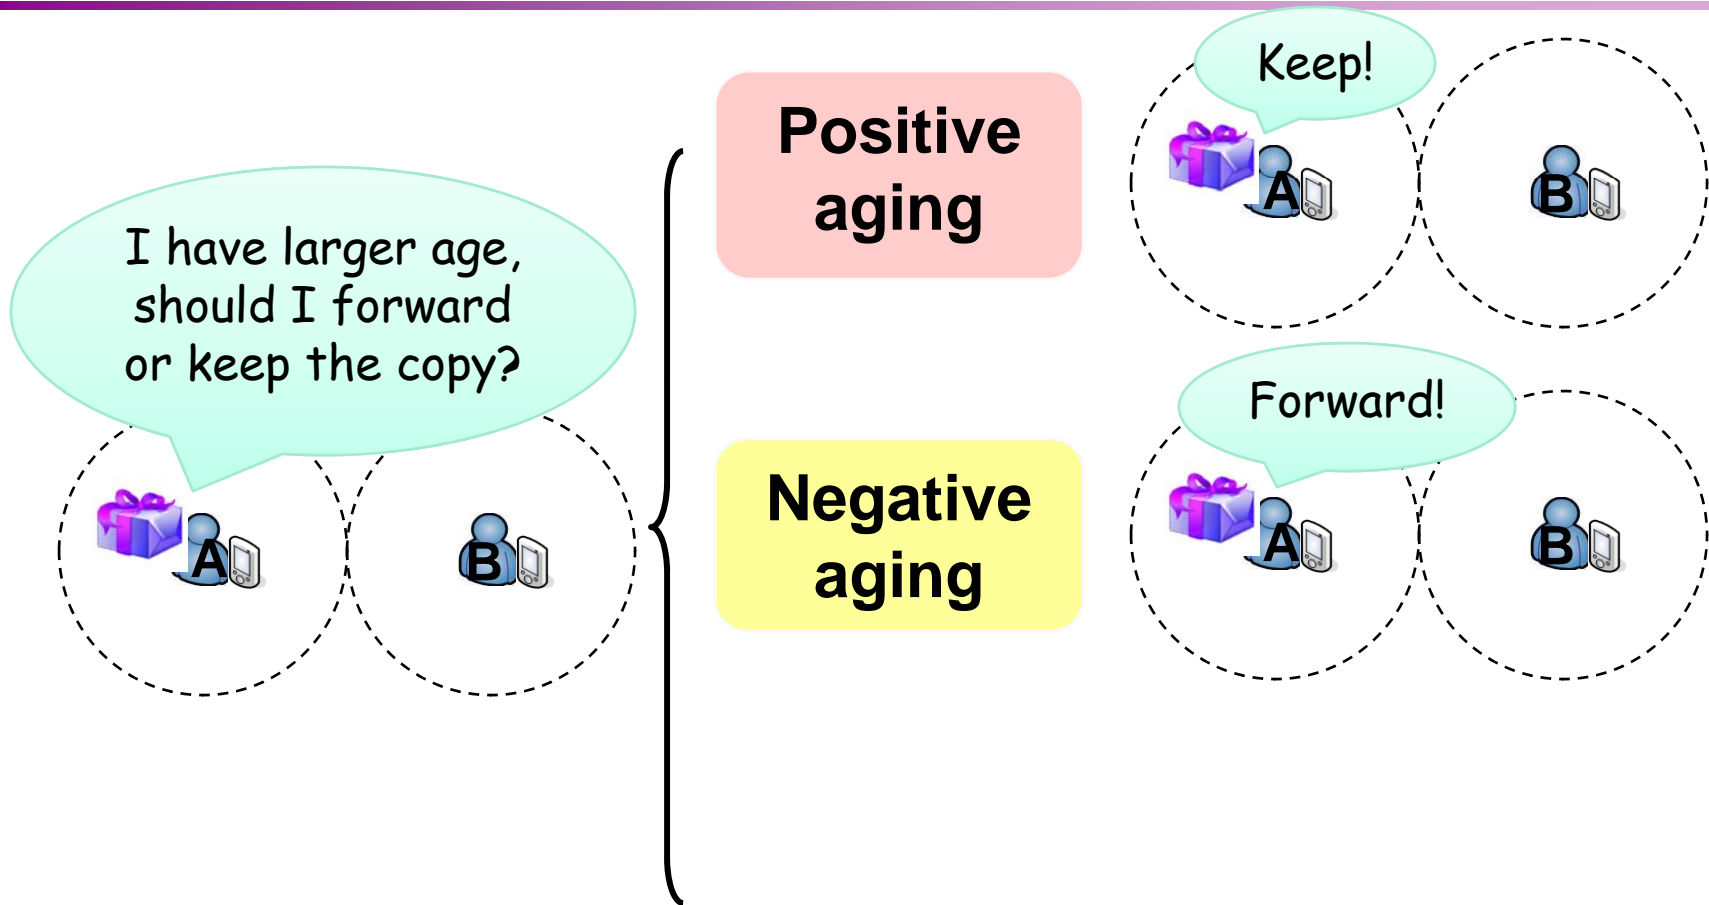 I have larger age,
should I forward
or keep the copy?
A
B
Positive
aging
Keep!
A
B
Negative
aging
Forward!
A
B